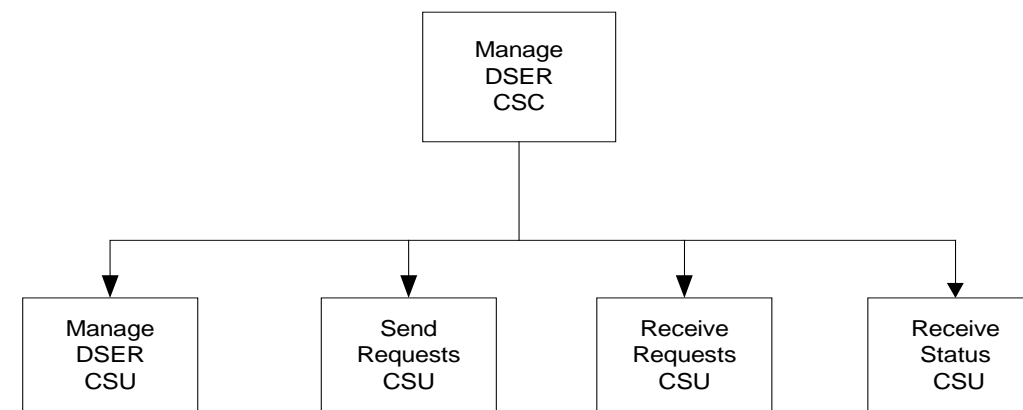 Manage
DSER
CSC
Manage
DSER
CSU
Send
Requests
CSU
Receive
Requests
CSU
Receive
Status
CSU